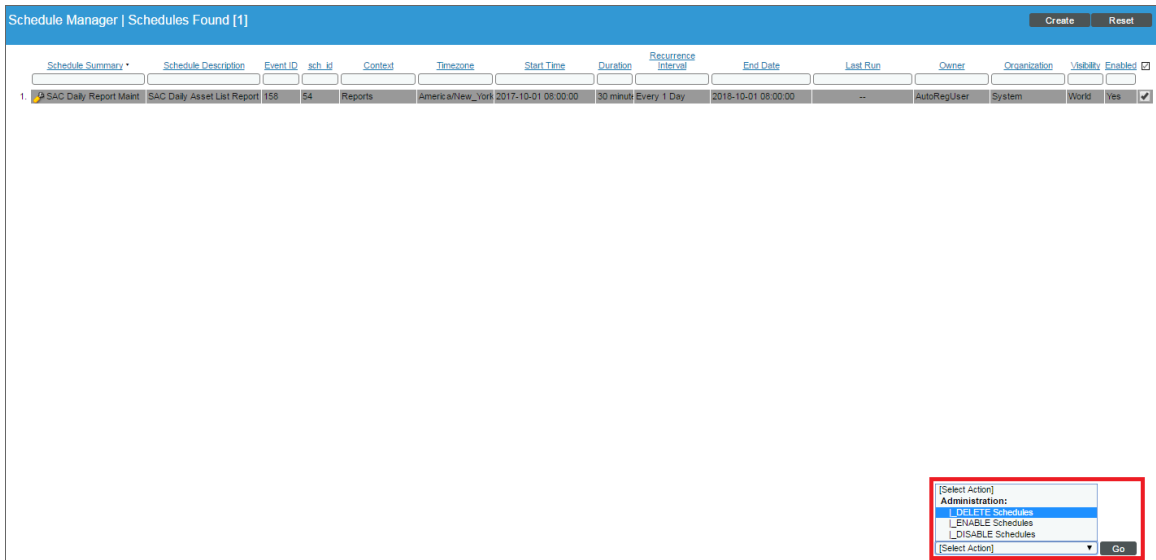 Schedule Manager | Schedules Found [1]
Create Reset
Schedule Summary Schedule Description Event ID sch_id Context Timezone Start Time Duration Recurrence Interval End Date Last Run Owner Organization Visibility Enabled
1. SAC Daily Report Maint SAC Daily Asset List Report 158 54 Reports America/New_York 2017-10-01 08:00:00 30 minute Every 1 Day 2018-10-01 08:00:00 -- AutoRegUser System World Yes
[Select Action]
Administration:
|_DELETE Schedules
|_ENABLE Schedules
|_DISABLE Schedules
[Select Action] Go